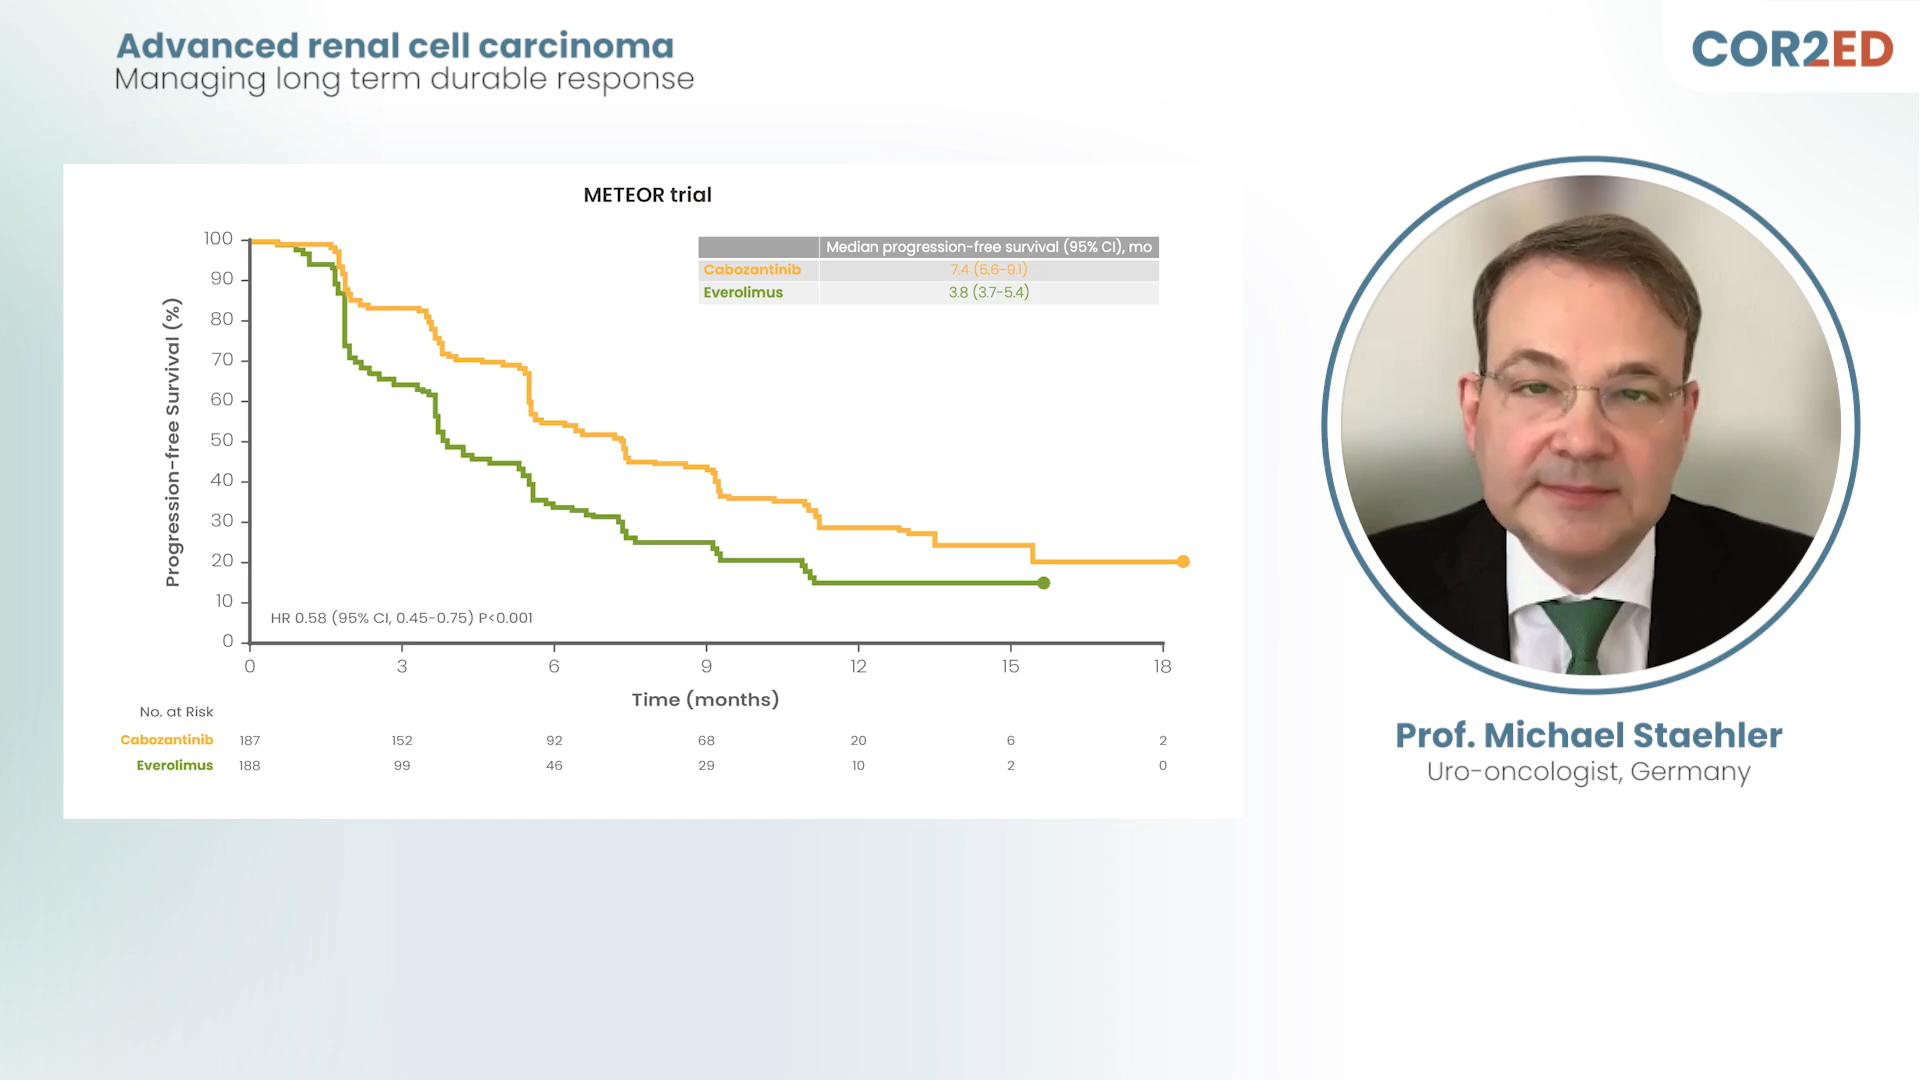 Advanced renal cell carcinoma
Managing long term durable response
COR2ED
METEOR trial
Median progression-free survival (95% CI), mo
Cabozantinib 7.4 (5.6-9.1)
Everolimus 3.8 (3.7-5.4)
Progression-free Survival (%)
100
90
80
70
60
50
40
30
20
10
0
HR 0.58 (95% CI, 0.45-0.75) P<0.001
0 3 6 9 12 15 18
Time (months)
No. at Risk
Cabozantinib 187 152 92 68 20 6 2
Everolimus 188 99 46 29 10 2 0
Prof. Michael Staehler
Uro-oncologist, Germany